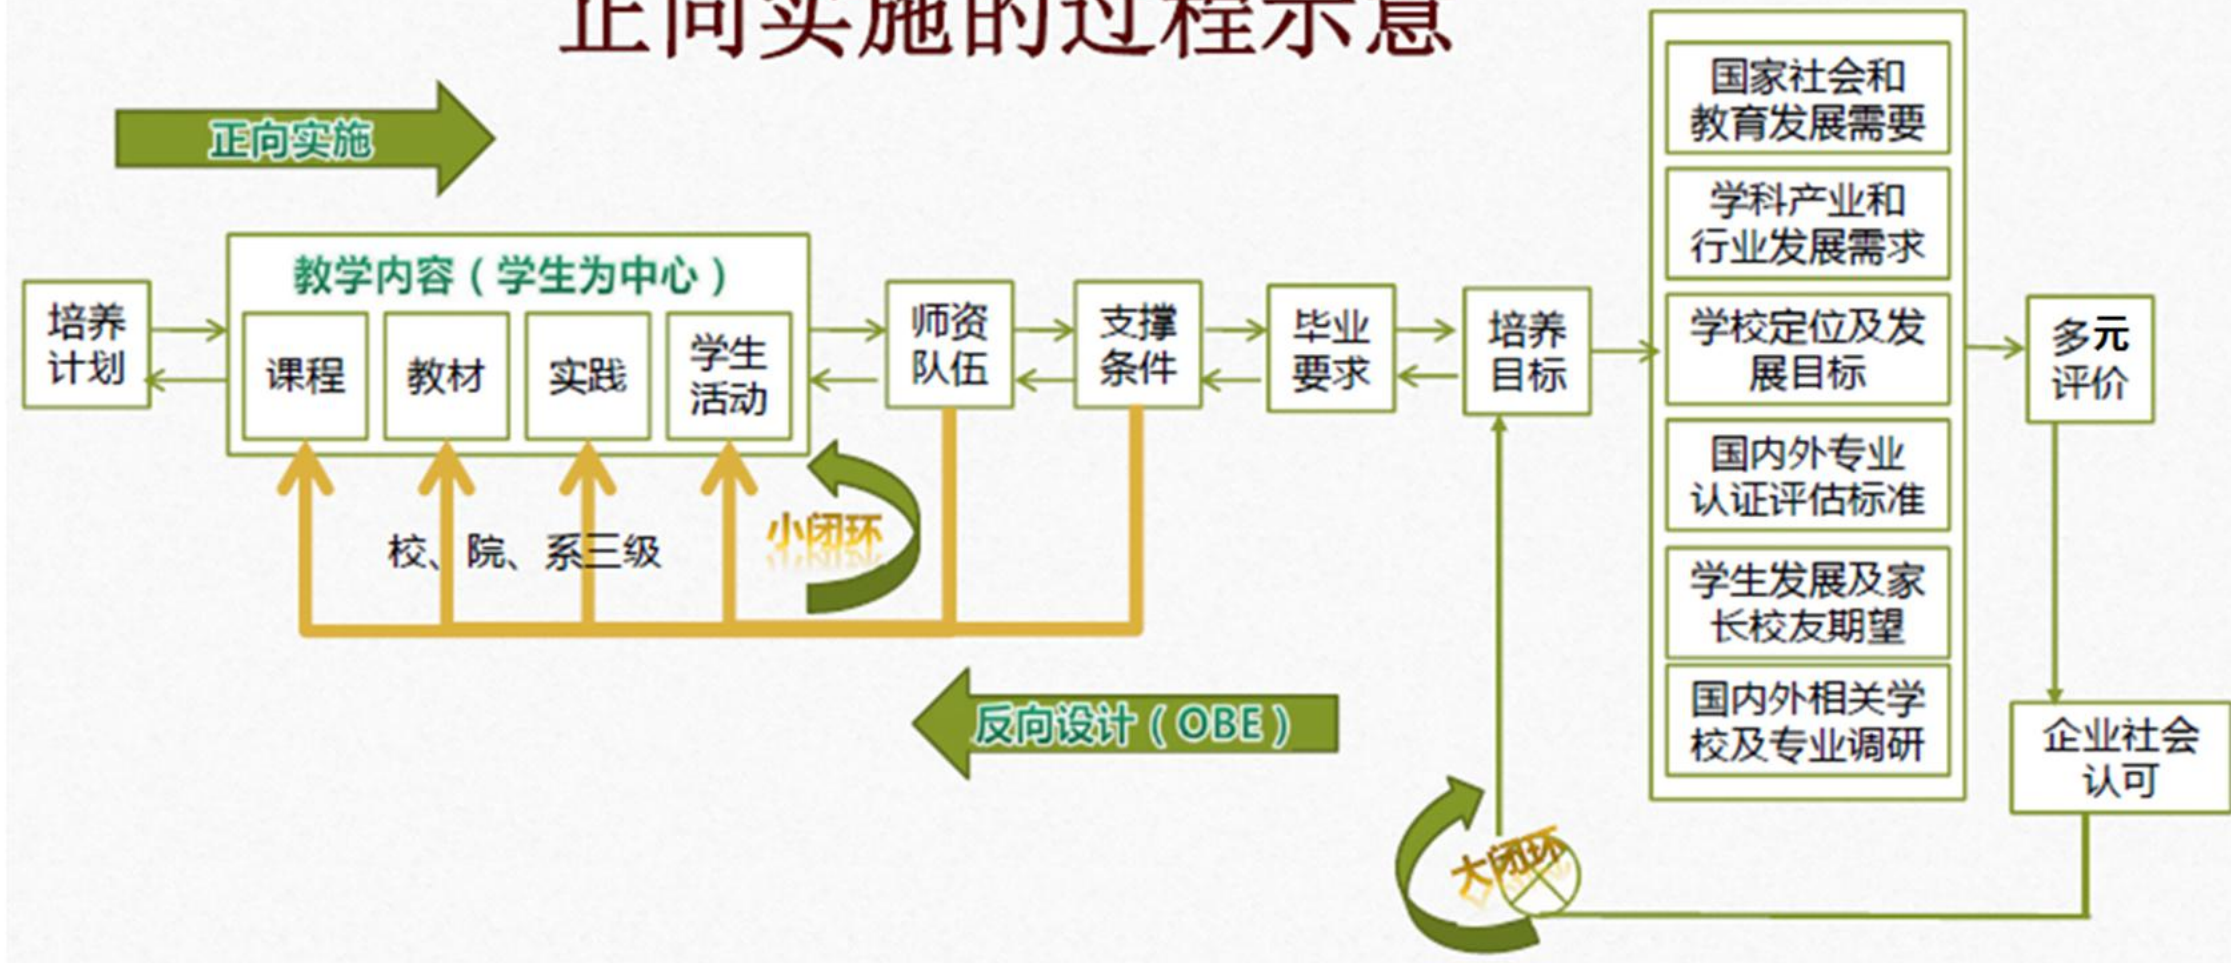 正向实施的过程示意
正向实施
培养
计划
教学内容（学生为中心）
课程
教材
实践
学生
活动
师资
队伍
支撑
条件
毕业
要求
培养
目标
国家社会和
教育发展需要
学科产业和
行业发展需求
学校定位及发
展目标
国内外专业
认证评估标准
学生发展及家
长校友期望
国内外相关学
校及专业调研
多元
评价
企业社会
认可
校、院、系三级
小闭环
反向设计（OBE）
大闭环